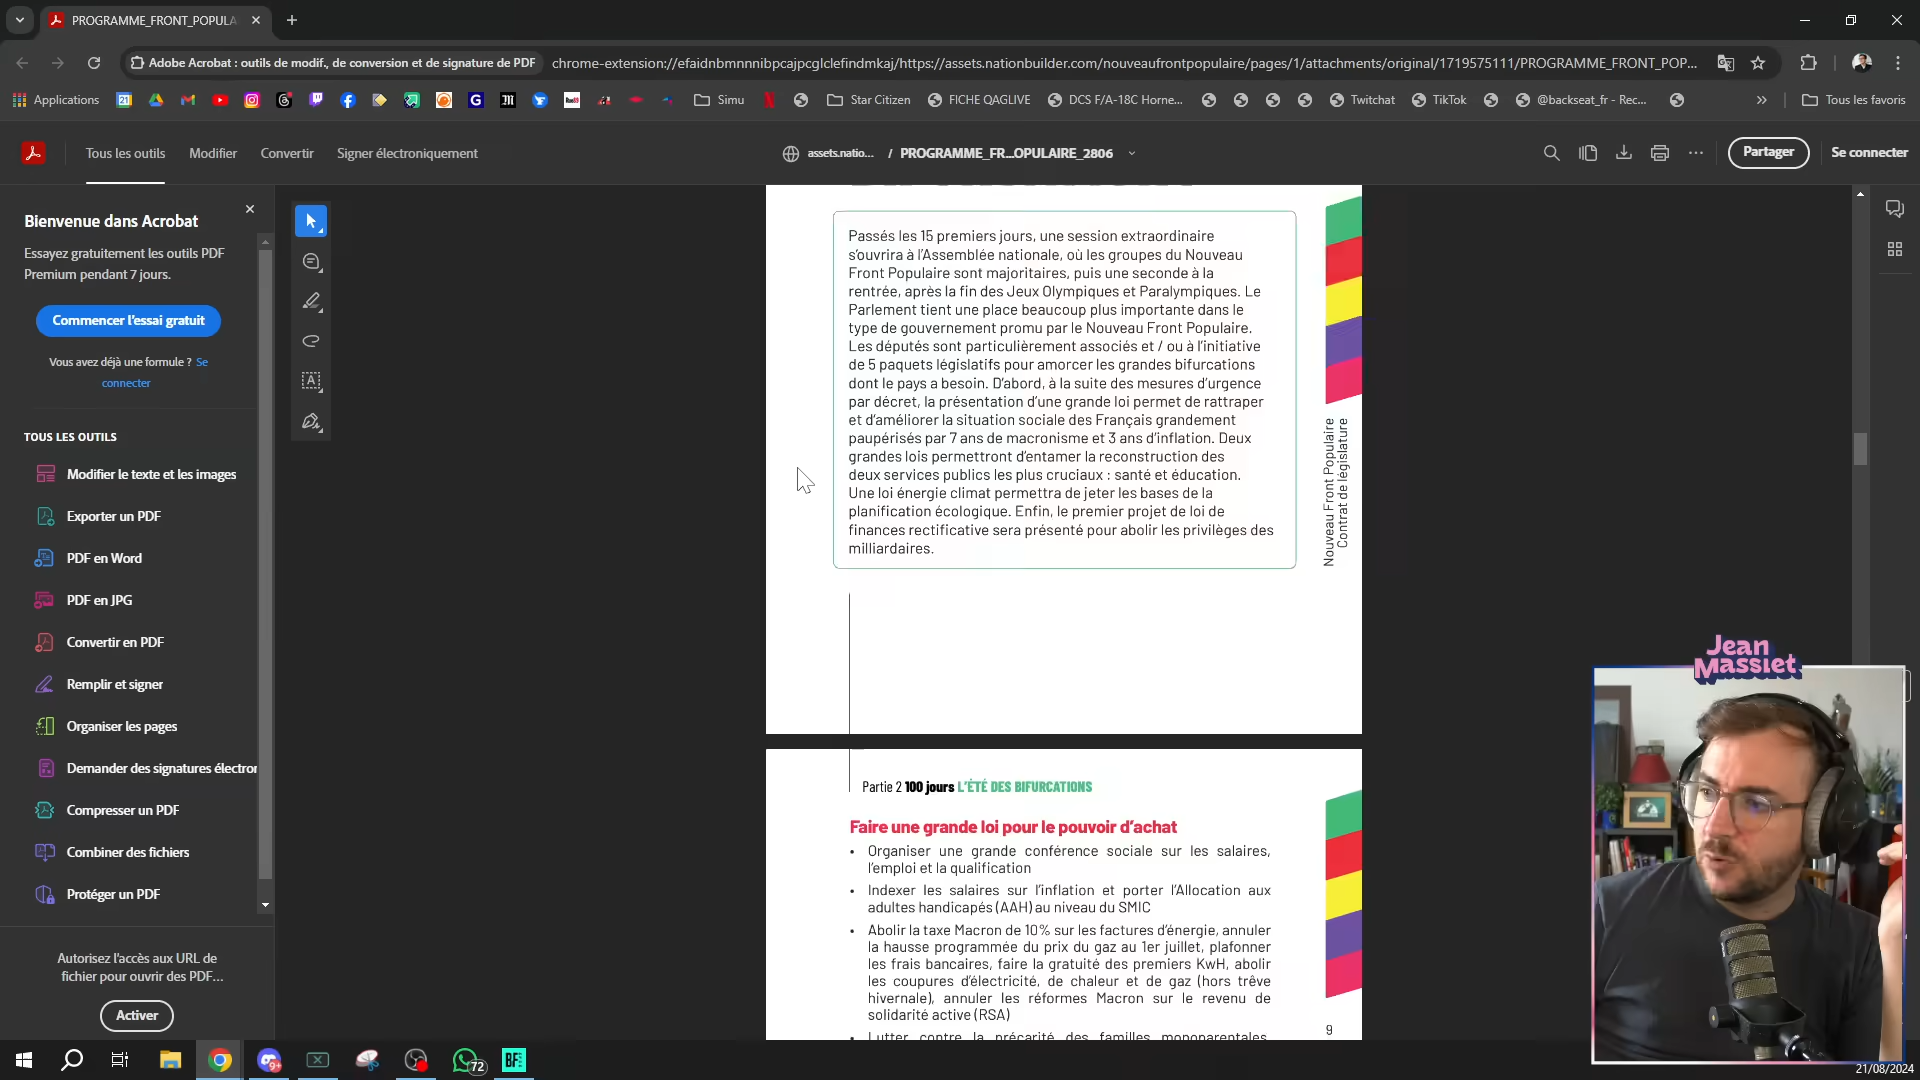 PROGRAMME_FRONT_POPULA
Adobe Acrobat : outils de modif., de conversion et de signature de PDF
chrome-extension://efaidnbmnnnibpcajpcglclefindmkaj/https://assets.nationbuilder.com/nouveaufrontpopulaire/pages/1/attachments/original/1719575111/PROGRAMME_FRONT_POP...
Applications
Simu
Star Citizen
FICHE QAGLIVE
DCS F/A-18C Horne...
Twitchat
TikTok
@backseat_fr - Rec...
»
Tous les favoris
Tous les outils
Modifier
Convertir
Signer électroniquement
assets.natio...
/ PROGRAMME_FR...OPULAIRE_2806
Partager
Se connecter
Bienvenue dans Acrobat
Essayez gratuitement les outils PDF
Premium pendant 7 jours.
Commencer l'essai gratuit
Vous avez déjà une formule ? Se
connecter
TOUS LES OUTILS
Modifier le texte et les images
Exporter un PDF
PDF en Word
PDF en JPG
Convertir en PDF
Remplir et signer
Organiser les pages
Demander des signatures électron
Compresser un PDF
Combiner des fichiers
Protéger un PDF
Autorisez l'accès aux URL de
fichier pour ouvrir des PDF...
Activer
Passés les 15 premiers jours, une session extraordinaire
s'ouvrira à l'Assemblée nationale, où les groupes du Nouveau
Front Populaire sont majoritaires, puis une seconde à la
rentrée, après la fin des Jeux Olympiques et Paralympiques. Le
Parlement tient une place beaucoup plus importante dans le
type de gouvernement promu par le Nouveau Front Populaire.
Les députés sont particulièrement associés et / ou à l'initiative
de 5 paquets législatifs pour amorcer les grandes bifurcations
dont le pays a besoin. D'abord, à la suite des mesures d'urgence
par décret, la présentation d'une grande loi permet de rattraper
et d'améliorer la situation sociale des Français grandement
paupérisés par 7 ans de macronisme et 3 ans d'inflation. Deux
grandes lois permettront d'entamer la reconstruction des
deux services publics les plus cruciaux : santé et éducation.
Une loi énergie climat permettra de jeter les bases de la
planification écologique. Enfin, le premier projet de loi de
finances rectificative sera présenté pour abolir les privilèges des
milliardaires.
Nouveau Front Populaire
Contrat de législature
Partie 2 100 jours L'ÉTÉ DES BIFURCATIONS
Faire une grande loi pour le pouvoir d'achat
• Organiser une grande conférence sociale sur les salaires,
l'emploi et la qualification
• Indexer les salaires sur l'inflation et porter l'Allocation aux
adultes handicapés (AAH) au niveau du SMIC
• Abolir la taxe Macron de 10% sur les factures d'énergie, annuler
la hausse programmée du prix du gaz au 1er juillet, plafonner
les frais bancaires, faire la gratuité des premiers KwH, abolir
les coupures d'électricité, de chaleur et de gaz (hors trêve
hivernale), annuler les réformes Macron sur le revenu de
solidarité active (RSA)
• Lutter contre la précarité des familles monoparentales,
9
Jean
Massiet
9+
72
BF
21/08/2024